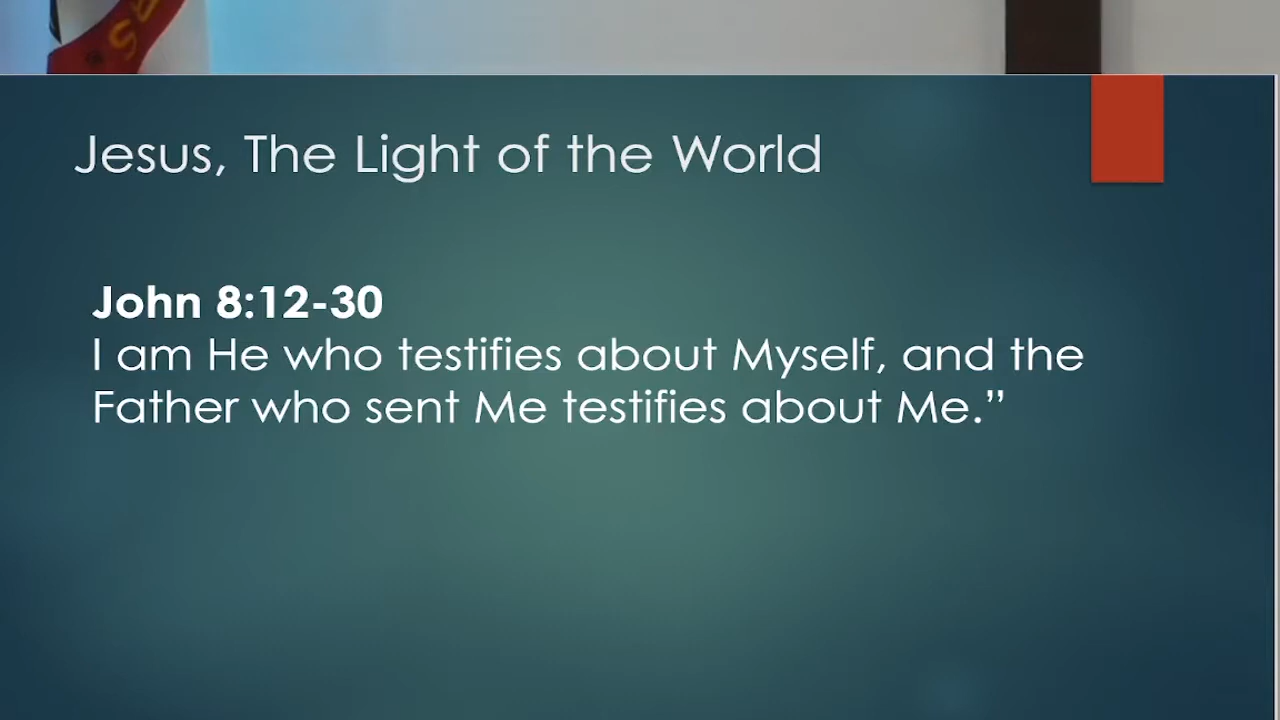 Jesus, The Light of the World
John 8:12-30
I am He who testifies about Myself, and the
Father who sent Me testifies about Me.”